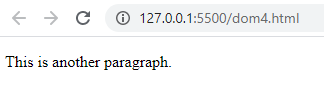 127.0.0.1:5500/dom4.html
This is another paragraph.